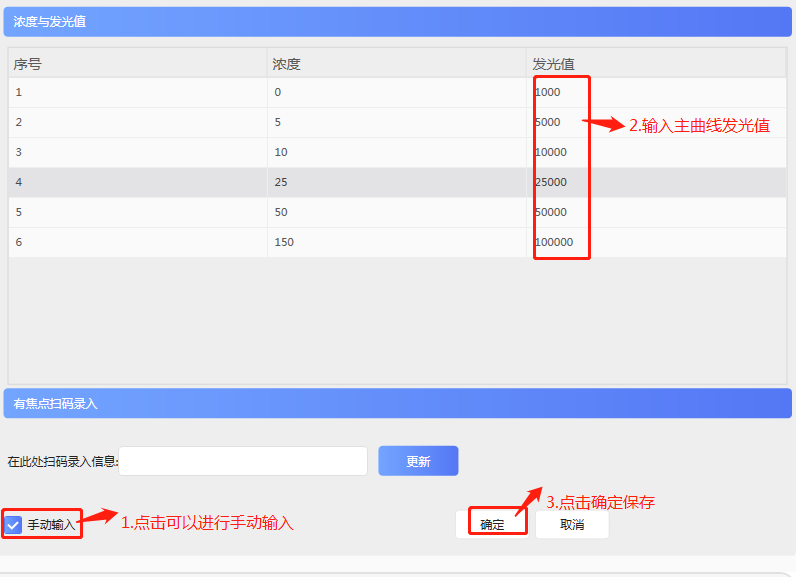 浓度与发光值
序号 浓度 发光值
1 0 1000
2 5 5000
2.输入主曲线发光值
3 10 10000
4 25 25000
5 50 50000
6 150 100000
有焦点扫码录入
在此处扫码录入信息: 更新
3.点击确定保存
手动输入 1.点击可以进行手动输入 确定 取消